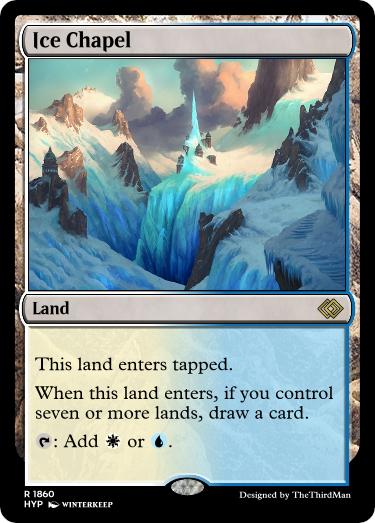 Ice Chapel
Land
This land enters tapped.
When this land enters, if you control
seven or more lands, draw a card.
: Add or .
R 1860
HYP WINTERKEEP
Designed by TheThirdMan